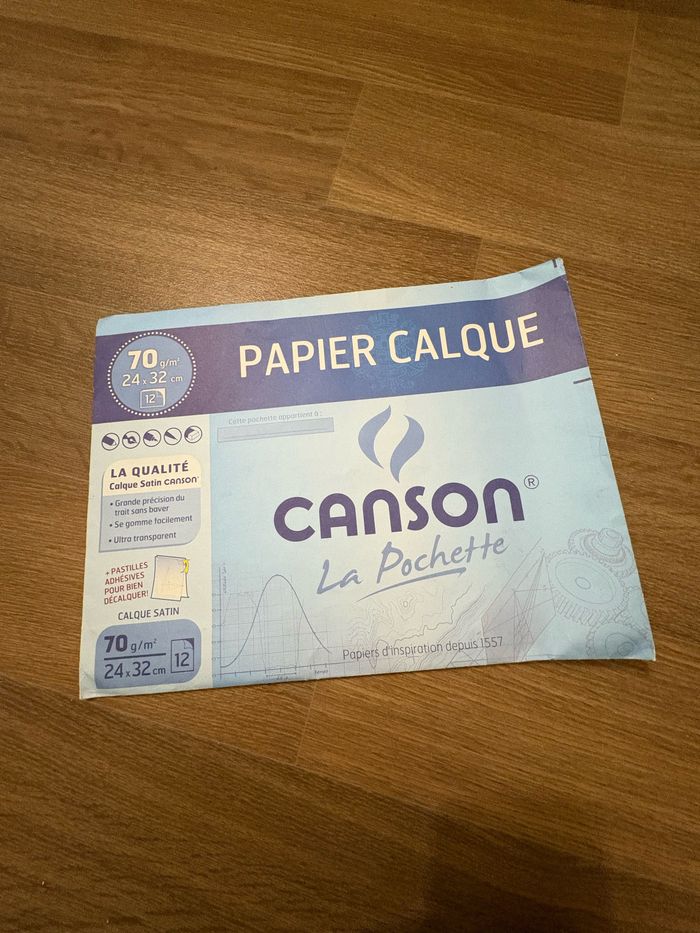 70 g/m²
24 x 32 cm
12
PAPIER CALQUE
Cette pochette appartient à :
LA QUALITÉ
Calque Satin CANSON®
• Grande précision du
trait sans baver
• Se gomme facilement
• Ultra transparent
+ PASTILLES
ADHÉSIVES
POUR BIEN
DÉCALQUER!
CALQUE SATIN
70 g/m²
24 x 32 cm
12
CANSON®
La Pochette
Papiers d'inspiration depuis 1557